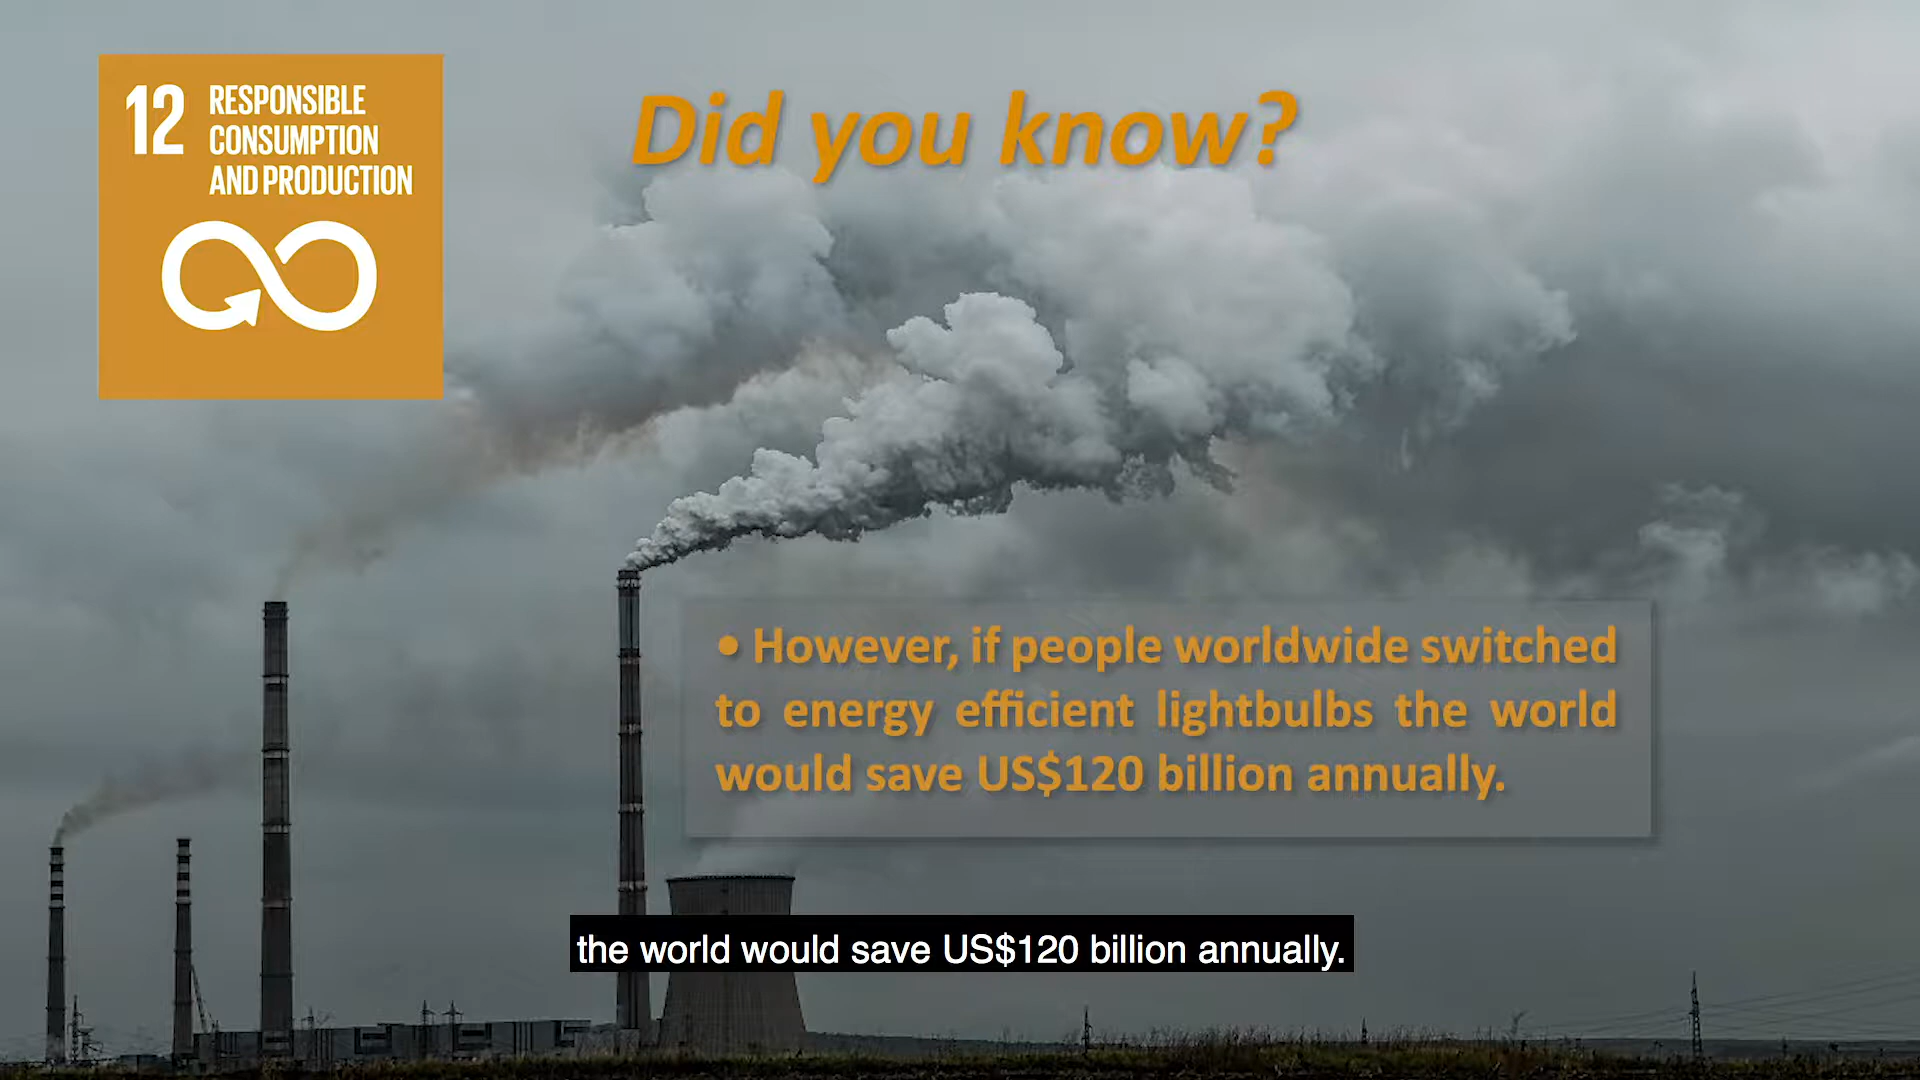 12 RESPONSIBLE
CONSUMPTION
AND PRODUCTION
Did you know?
• However, if people worldwide switched
to energy efficient lightbulbs the world
would save US$120 billion annually.
the world would save US$120 billion annually.